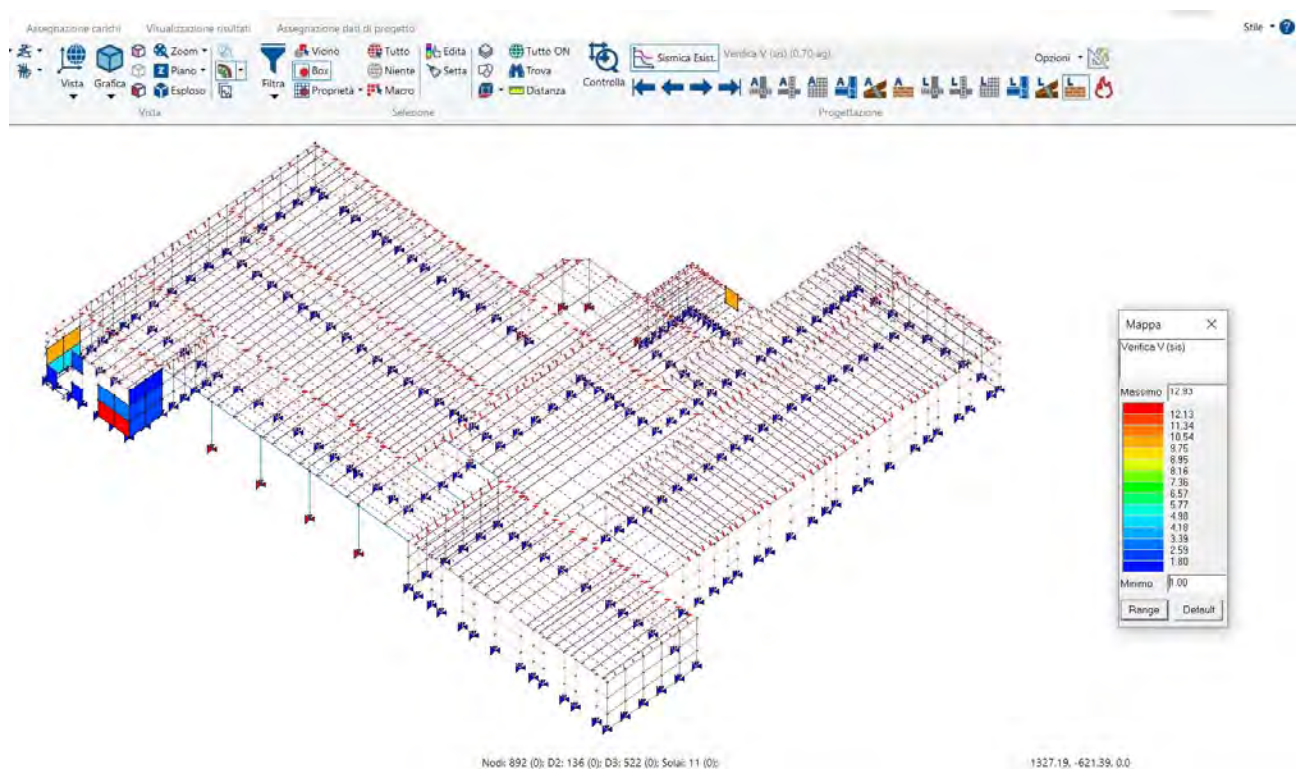 Assegnazione carichi Visualizzazione risultati Assegnazione dati di progetto Stile
Vista Grafica Zoom Piano Esploso Filtra Vicino Box Proprietà Tutto Niente Macro Edita Setta Tutto ON Trova Distanza Controlla Sismica Esist. Verifica V (sis) (0.70 ag) Opzioni
Vista Selezione Progettazione
Mappa
Verifica V (sis)
Massimo 12.93
12.13
11.34
10.54
9.75
8.95
8.16
7.36
6.57
5.77
4.98
4.18
3.39
2.59
1.80
Minimo 1.00
Range Default
Nodi: 892 (0); D2: 136 (0); D3: 522 (0); Solai: 11 (0); 1327.19, -621.39, 0.0